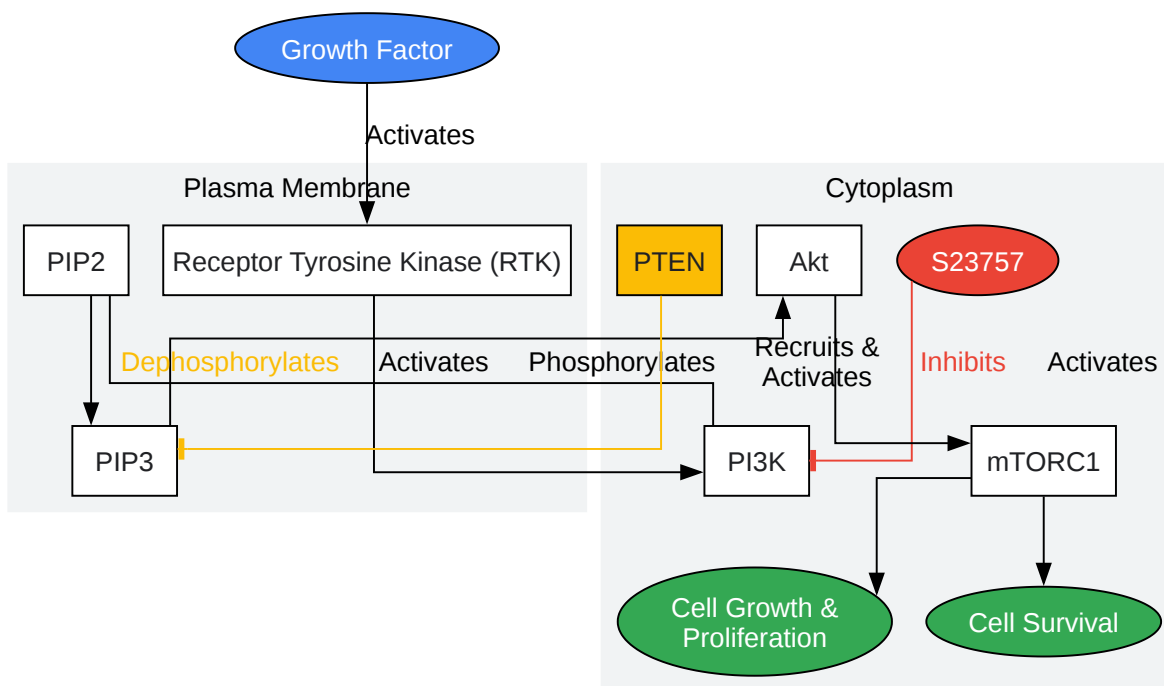 Growth Factor
Activates
Plasma Membrane
Cytoplasm
PIP2
Receptor Tyrosine Kinase (RTK)
PTEN
Akt
S23757
Dephosphorylates
Activates
Phosphorylates
Recruits &
Activates
Inhibits
Activates
PIP3
PI3K
mTORC1
Cell Growth &
Proliferation
Cell Survival